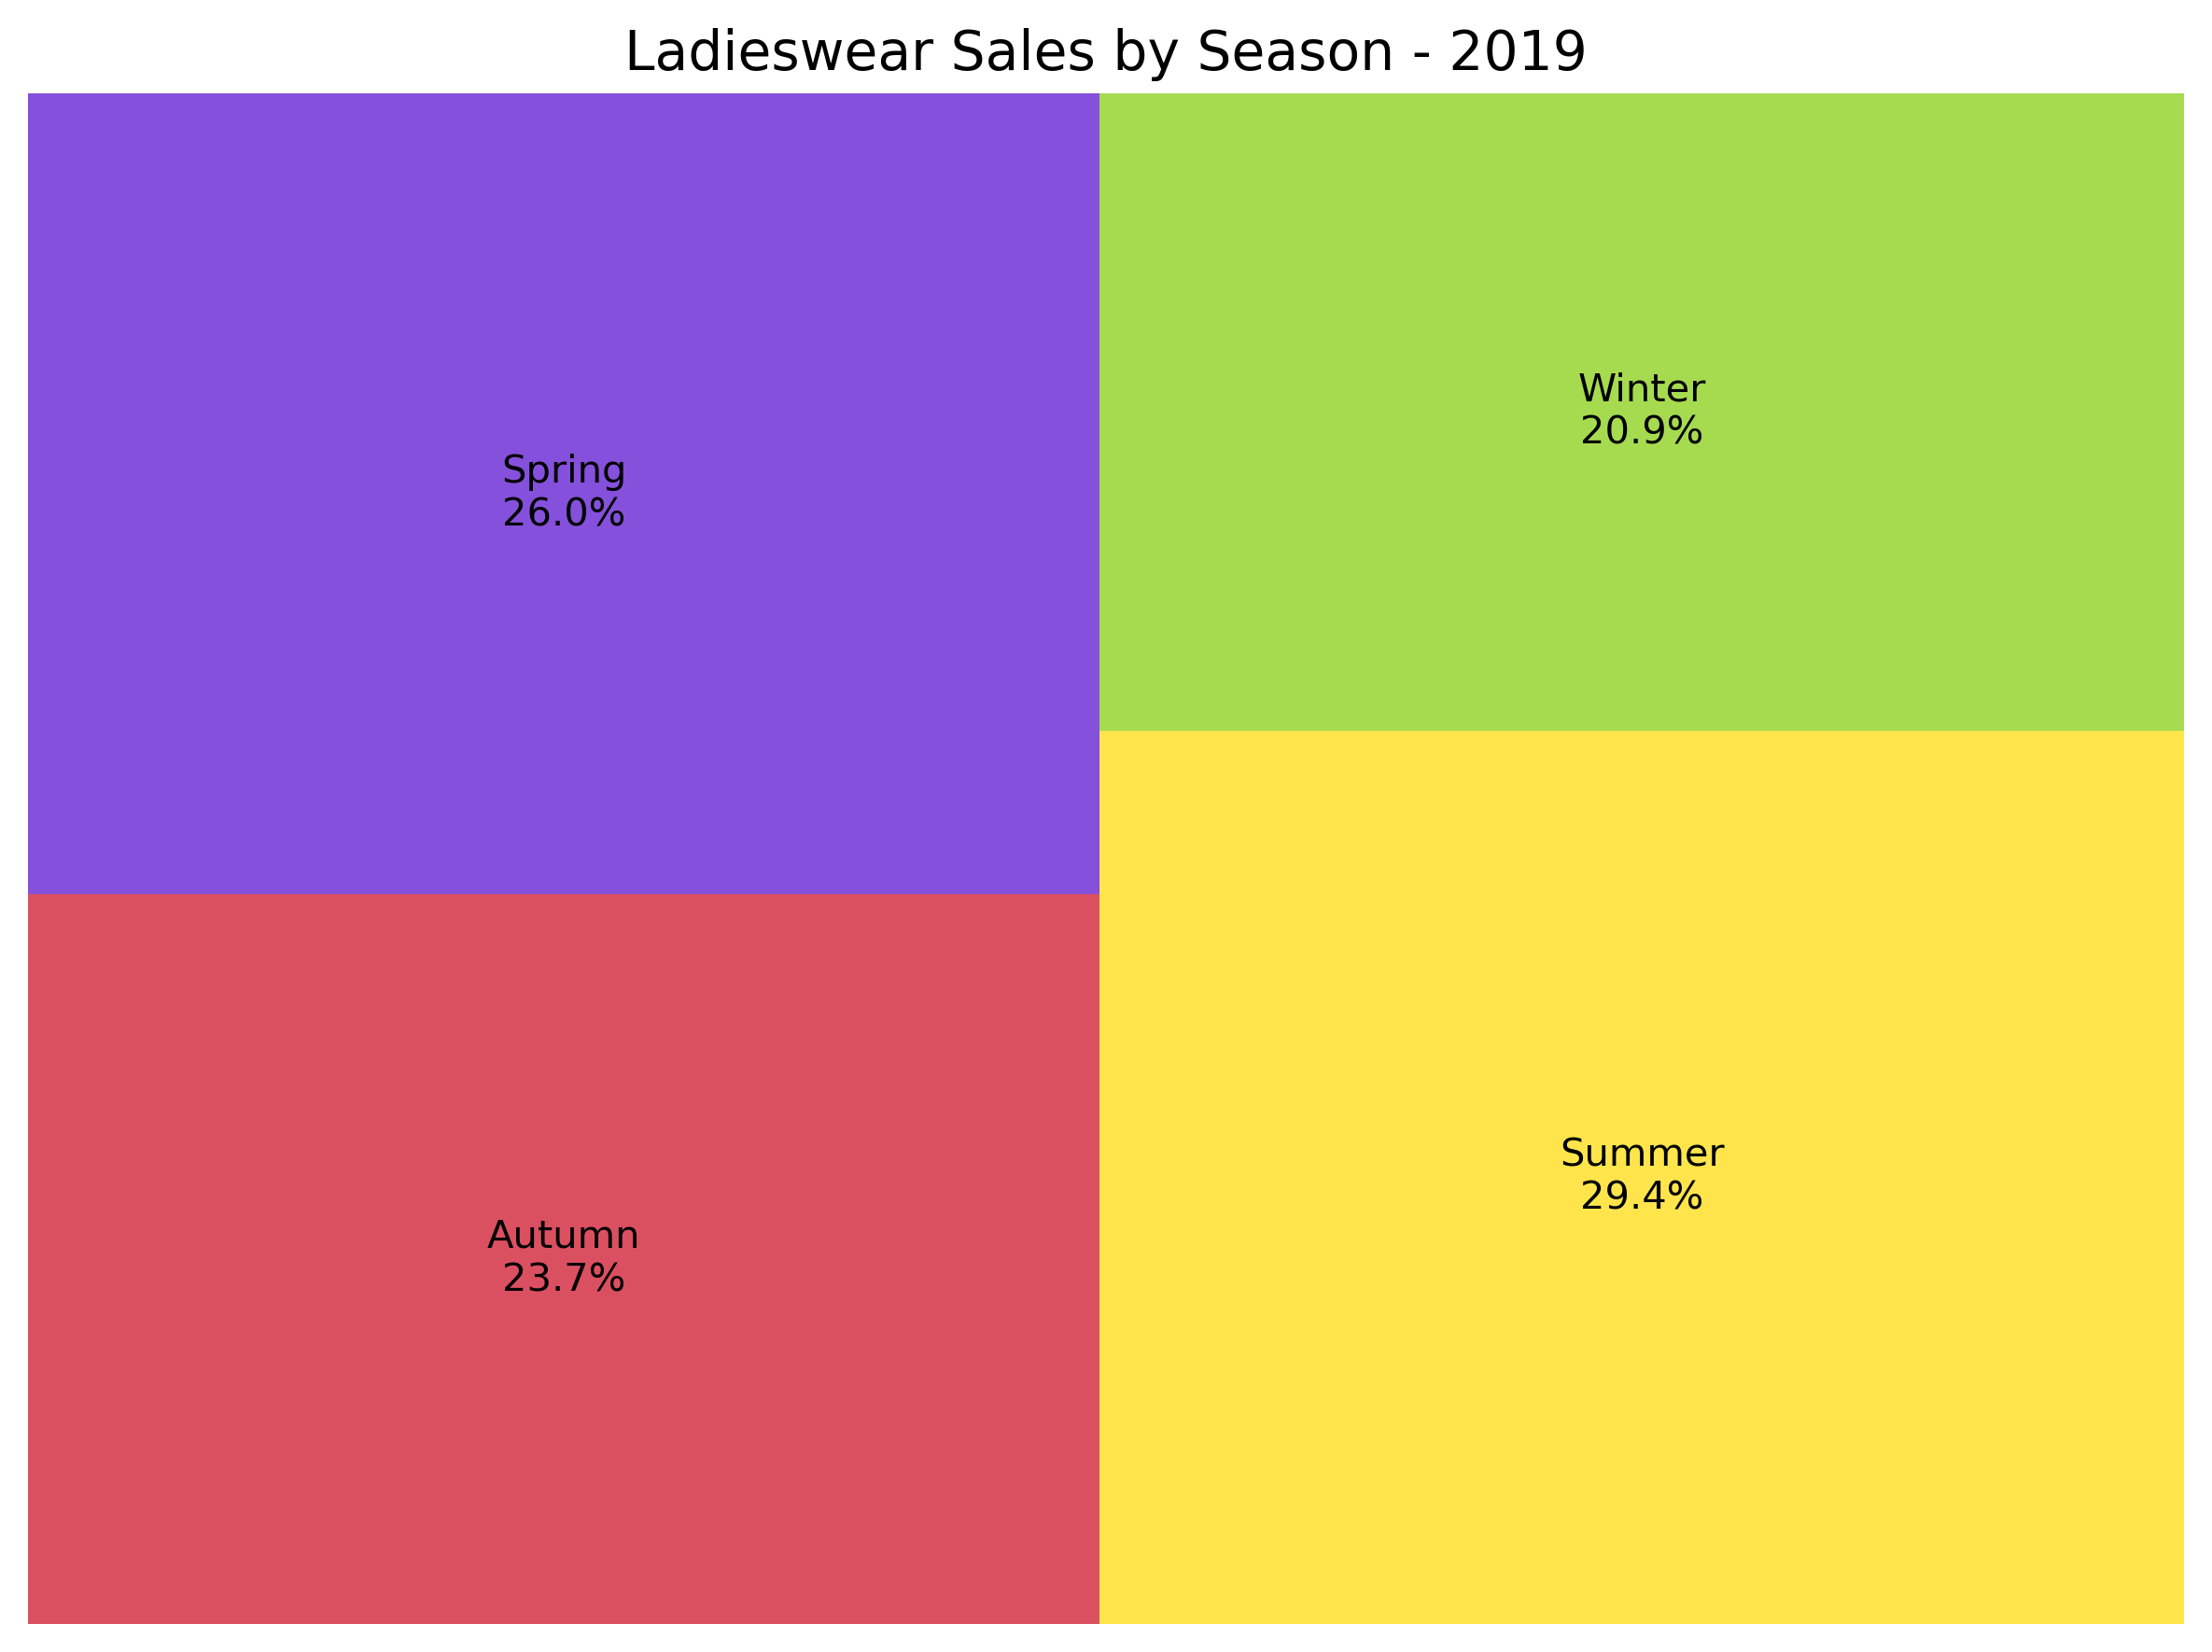 Ladieswear Sales by Season - 2019
Spring
26.0%
Winter
20.9%
Autumn
23.7%
Summer
29.4%